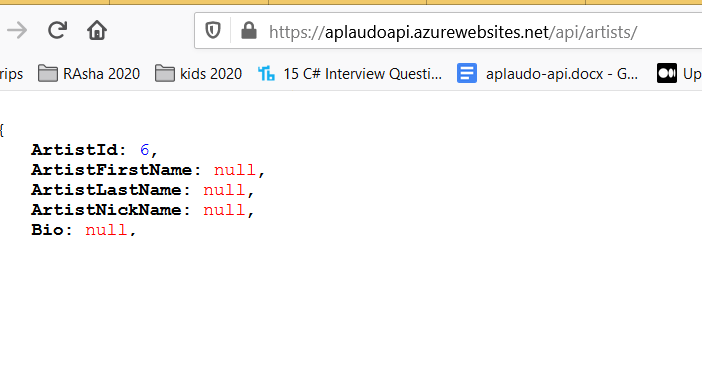 https://aplaudoapi.azurewebsites.net/api/artists/
rips RAsha 2020 kids 2020 15 C# Interview Questi... aplaudo-api.docx - G... Up
{
ArtistId: 6,
ArtistFirstName: null,
ArtistLastName: null,
ArtistNickName: null,
Bio: null,